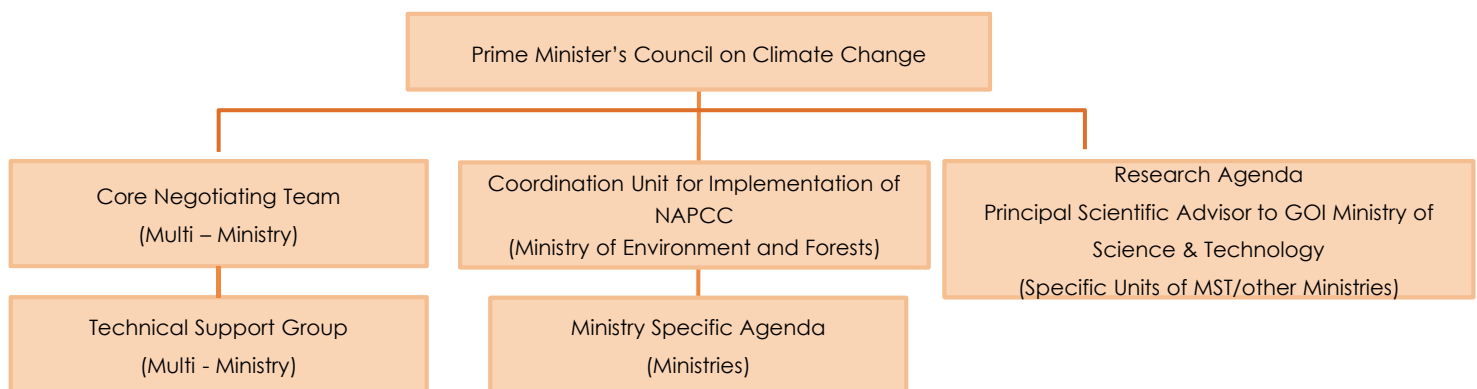 Prime Minister’s Council on Climate Change
Core Negotiating Team
(Multi – Ministry)
Coordination Unit for Implementation of
NAPCC
(Ministry of Environment and Forests)
Research Agenda
Principal Scientific Advisor to GOI Ministry of
Science & Technology
(Specific Units of MST/other Ministries)
Technical Support Group
(Multi - Ministry)
Ministry Specific Agenda
(Ministries)